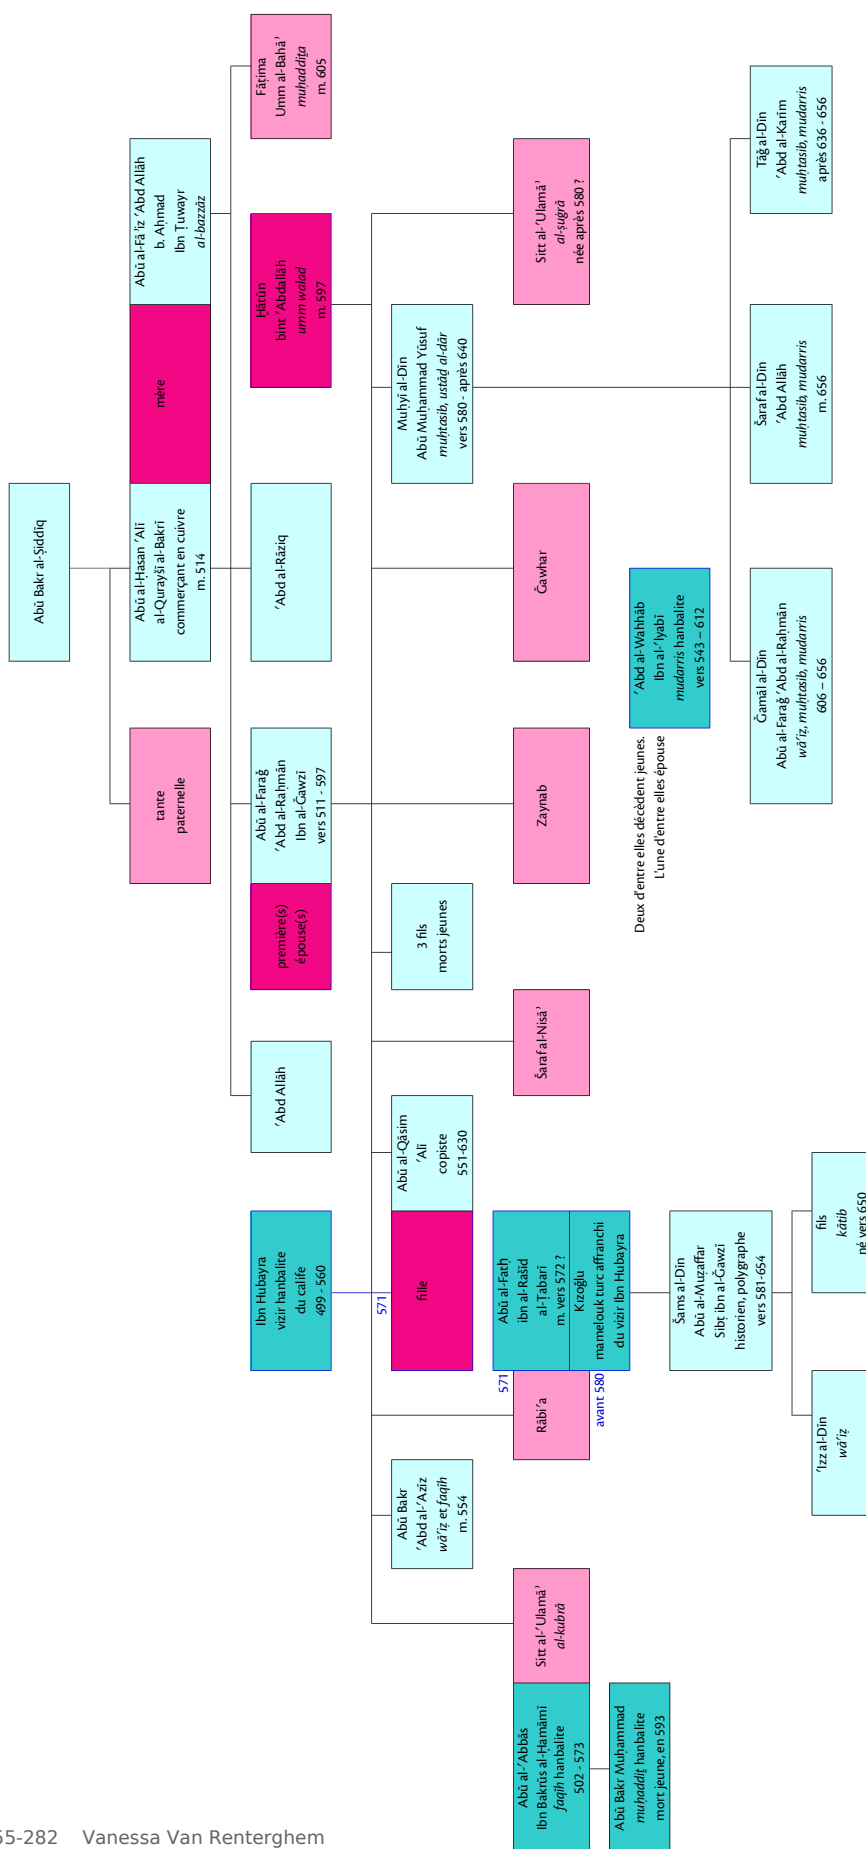 Abū Bakr al-Ṣiddīq
tante
paternelle
Abū al-Ḥasan ʿAlī
al-Qurayšī al-Bakrī
commerçant en cuivre
m. 514
mère
Abū al-Fāʾiz ʿAbd Allāh
b. Aḥmad
Ibn Ṭuwayr
al-bazzāz
Ibn Hubayra
vizir hanbalite
du calife
499 - 560
ʿAbd Allāh
première(s)
épouse(s)
Abū al-Faraǧ
ʿAbd al-Raḥmān
Ibn al-Ǧawzī
vers 511 - 597
ʿAbd al-Rāziq
Ḫātūn
bint ʿAbdallāh
umm walad
m. 597
Fāṭima
Umm al-Bahāʾ
muḥaddiṯa
m. 605
571
Abū Bakr
ʿAbd al-ʿAzīz
wāʿiẓ et faqīh
m. 554
fille
Abū al-Qāsim
ʿAlī
copiste
551-630
3 fils
morts jeunes
Muḥyī al-Dīn
Abū Muḥammad Yūsuf
muḥtasib, ustāḏ al-dār
vers 580 - après 640
Abū al-ʿAbbās
Ibn Bakrūs al-Ḥamāmī
faqīh hanbalite
502 - 573
Sitt al-ʿUlamāʾ
al-kubrā
571
Rābiʿa
avant 580
Abū al-Fatḥ
ibn al-Rašīd
al-Ṭabarī
m. vers 572 ?
Kızoğlu
mamelouk turc affranchi
du vizir Ibn Hubayra
Šaraf al-Nisāʾ
Zaynab
Ǧawhar
Sitt al-ʿUlamāʾ
al-ṣuġrā
née après 580 ?
Abū Bakr Muḥammad
muḥaddiṯ hanbalite
mort jeune, en 593
Deux d'entre elles décèdent jeunes.
L'une d'entre elles épouse
ʿAbd al-Wahhāb
Ibn al-ʿIyabī
mudarris hanbalite
vers 543 – 612
Šams al-Dīn
Abū al-Muẓaffar
Sibṭ ibn al-Ǧawzī
historien, polygraphe
vers 581-654
Ǧamāl al-Dīn
Abū al-Faraǧ ʿAbd al-Raḥmān
wāʿiẓ, muḥtasib, mudarris
606 – 656
Šaraf al-Dīn
ʿAbd Allāh
muḥtasib, mudarris
m. 656
Tāǧ al-Dīn
ʿAbd al-Karīm
muḥtasib, mudarris
après 636 - 656
ʿIzz al-Dīn
wāʿiẓ
fils
kātib
né vers 650
55-282 Vanessa Van Renterghem